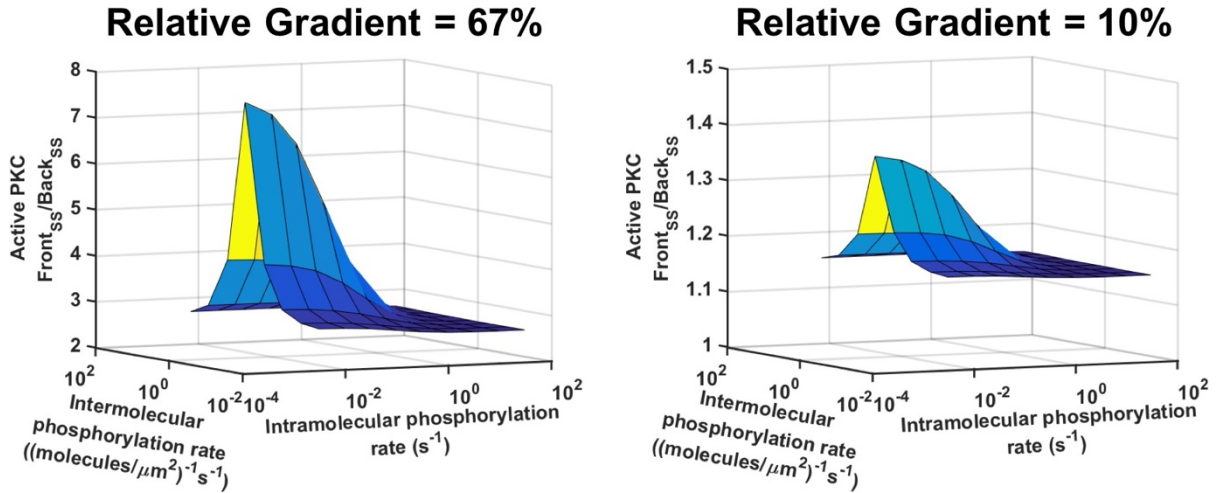 Relative Gradient = 67%
8
7
6
5
4
3
2
Active PKC
Front_SS/Back_SS
10^2
10^0
10^-2
10^-4
10^-2
10^0
10^2
Intermolecular
phosphorylation rate
((molecules/μm^2)^-1s^-1)
Intramolecular phosphorylation
rate (s^-1)
Relative Gradient = 10%
1.5
1.4
1.3
1.2
1.1
1
Active PKC
Front_SS/Back_SS
10^2
10^0
10^-2
10^-4
10^-2
10^0
10^2
Intermolecular
phosphorylation rate
((molecules/μm^2)^-1s^-1)
Intramolecular phosphorylation
rate (s^-1)